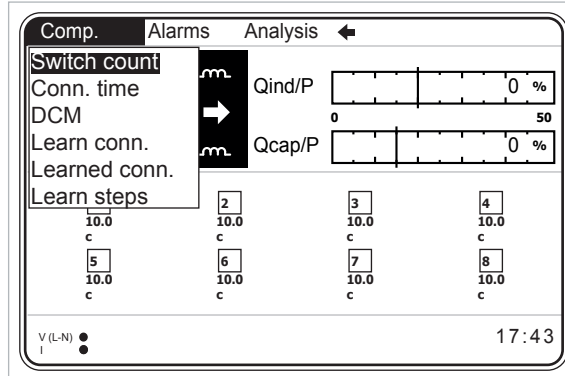 Comp. Alarms Analysis
Switch count
Conn. time
DCM
Learn conn.
Learned conn.
Learn steps
Qind/P 0 %
0 50
Qcap/P 0 %
2 3 4
10.0 10.0 10.0 10.0
c c c c
5 6 7 8
10.0 10.0 10.0 10.0
c c c c
V (L-N)
I
17:43